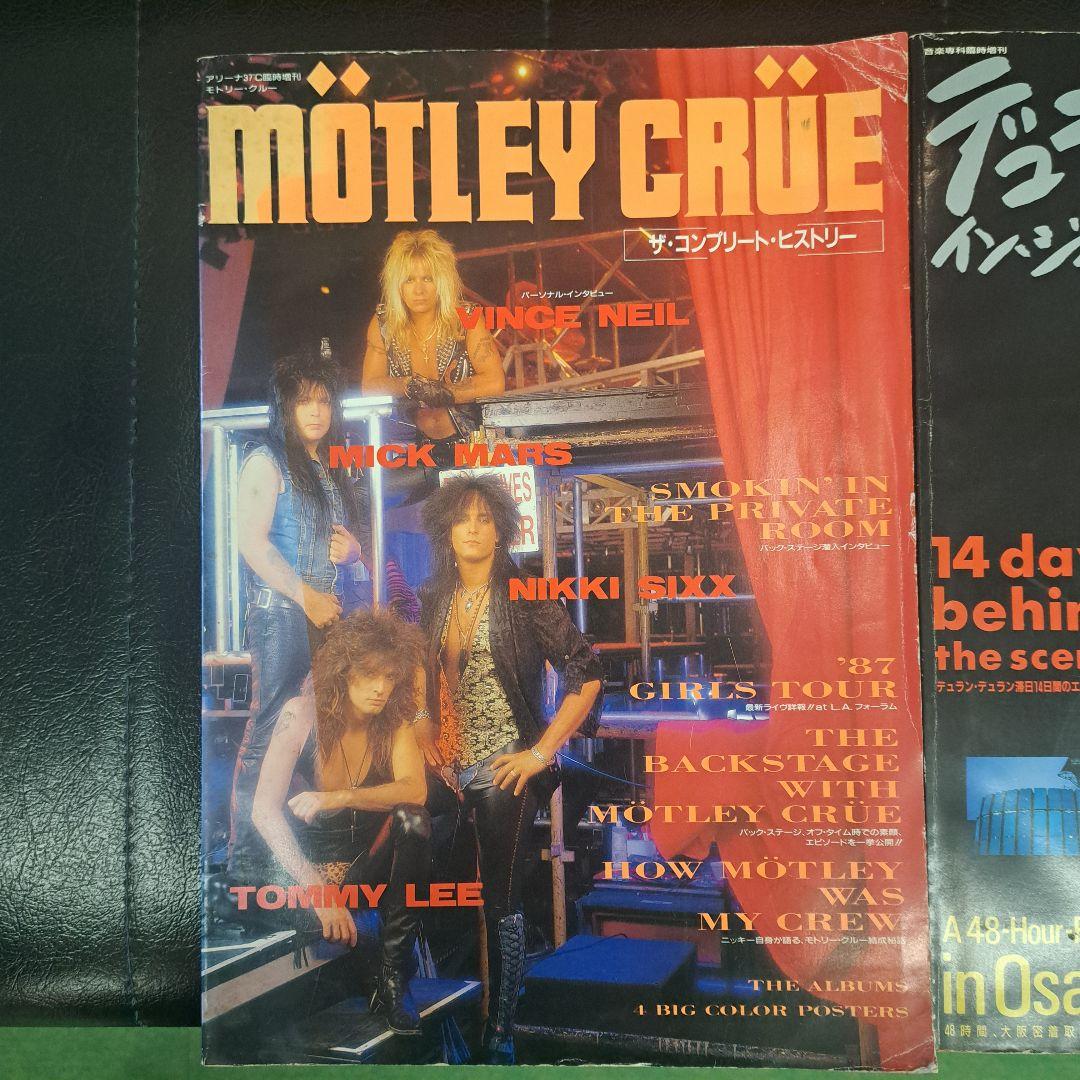 アリーナ37℃臨時増刊
モトリー・クルー
MÖTLEY CRÜE
ザ・コンプリート・ヒストリー
パーソナル・インタビュー
VINCE NEIL
MICK MARS
SMOKIN' IN
THE PRIVATE
ROOM
バック・ステージ潜入インタビュー
NIKKI SIXX
'87
GIRLS TOUR
最新ライヴ詳報!! at L.A. フォーラム
THE
BACKSTAGE
WITH
MÖTLEY CRÜE
バック・ステージ、オフ・タイム時での素顔、
エピソードを一挙公開!!
TOMMY LEE
HOW MÖTLEY
WAS
MY CREW
ニッキー自身が語る、モトリー・クルー結成秘話
THE ALBUMS
4 BIG COLOR POSTERS
音楽専科臨時増刊
デュ
イン・ジ
14 da
behin
the scen
デュラン・デュラン滞日14日間のエ
A 48-Hour-
in Osa
48時間、大阪密着取